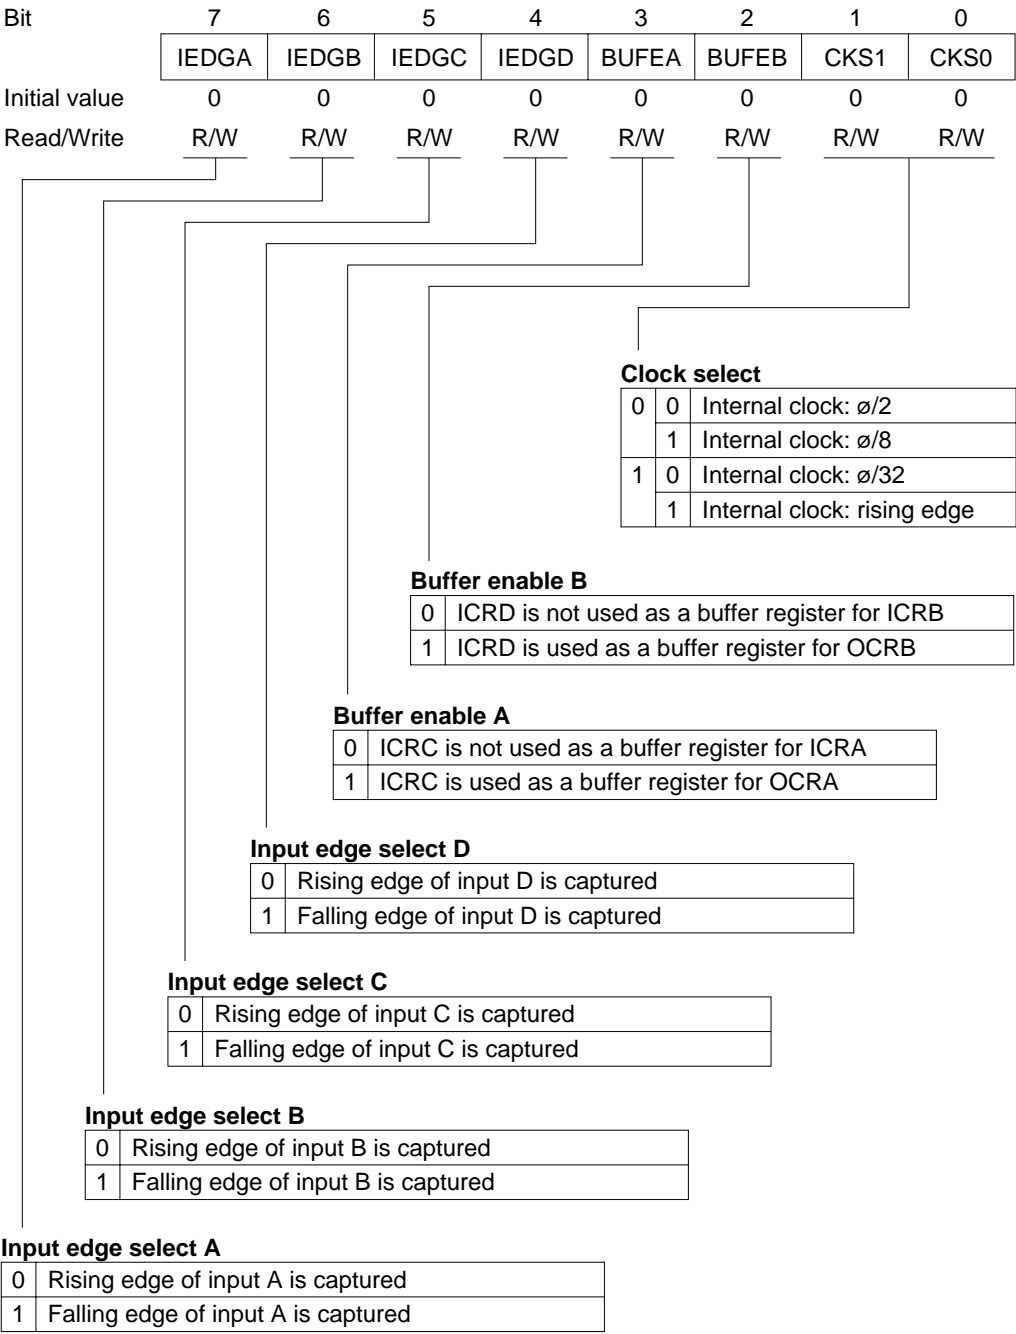 Bit 7 6 5 4 3 2 1 0
IEDGA IEDGB IEDGC IEDGD BUFEA BUFEB CKS1 CKS0
Initial value 0 0 0 0 0 0 0 0
Read/Write R/W R/W R/W R/W R/W R/W R/W R/W
Clock select
0 0 Internal clock: ø/2
1 Internal clock: ø/8
1 0 Internal clock: ø/32
1 Internal clock: rising edge
Buffer enable B
0 ICRD is not used as a buffer register for ICRB
1 ICRD is used as a buffer register for OCRB
Buffer enable A
0 ICRC is not used as a buffer register for ICRA
1 ICRC is used as a buffer register for OCRA
Input edge select D
0 Rising edge of input D is captured
1 Falling edge of input D is captured
Input edge select C
0 Rising edge of input C is captured
1 Falling edge of input C is captured
Input edge select B
0 Rising edge of input B is captured
1 Falling edge of input B is captured
Input edge select A
0 Rising edge of input A is captured
1 Falling edge of input A is captured